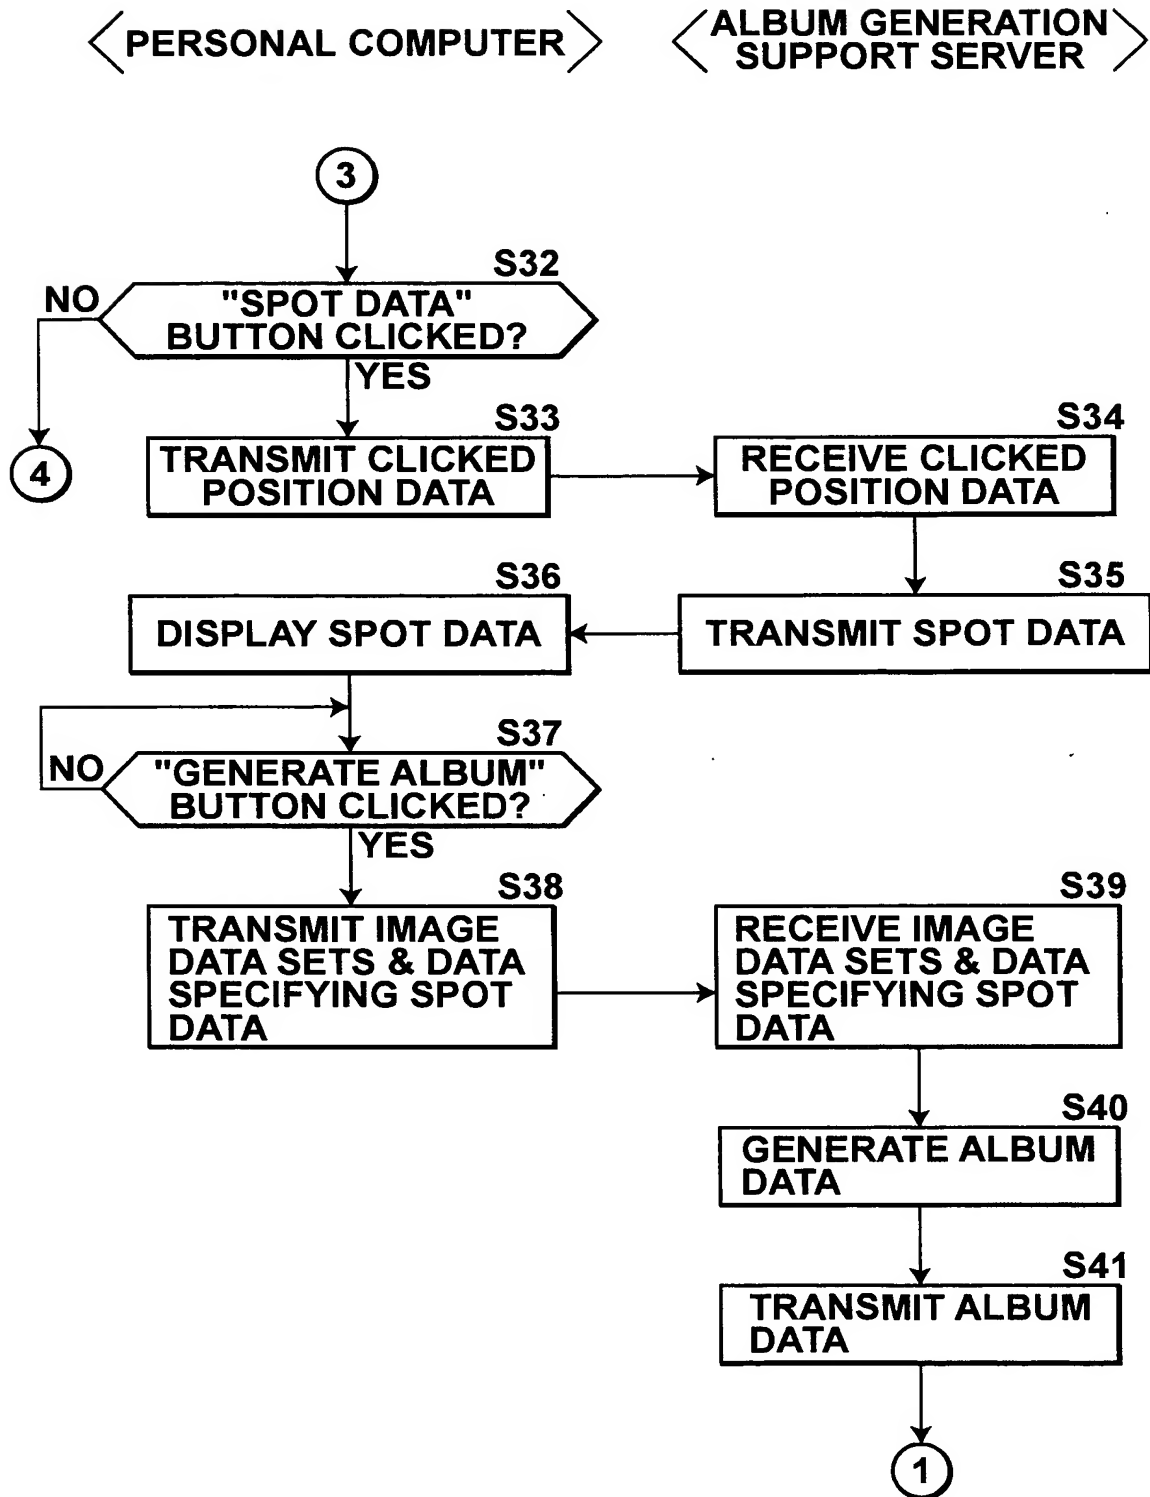 PERSONAL COMPUTER
ALBUM GENERATION
SUPPORT SERVER
3
S32
NO
"SPOT DATA"
BUTTON CLICKED?
YES
4
S33
TRANSMIT CLICKED
POSITION DATA
S34
RECEIVE CLICKED
POSITION DATA
S36
DISPLAY SPOT DATA
S35
TRANSMIT SPOT DATA
S37
NO
"GENERATE ALBUM"
BUTTON CLICKED?
YES
S38
TRANSMIT IMAGE
DATA SETS & DATA
SPECIFYING SPOT
DATA
S39
RECEIVE IMAGE
DATA SETS & DATA
SPECIFYING SPOT
DATA
S40
GENERATE ALBUM
DATA
S41
TRANSMIT ALBUM
DATA
1